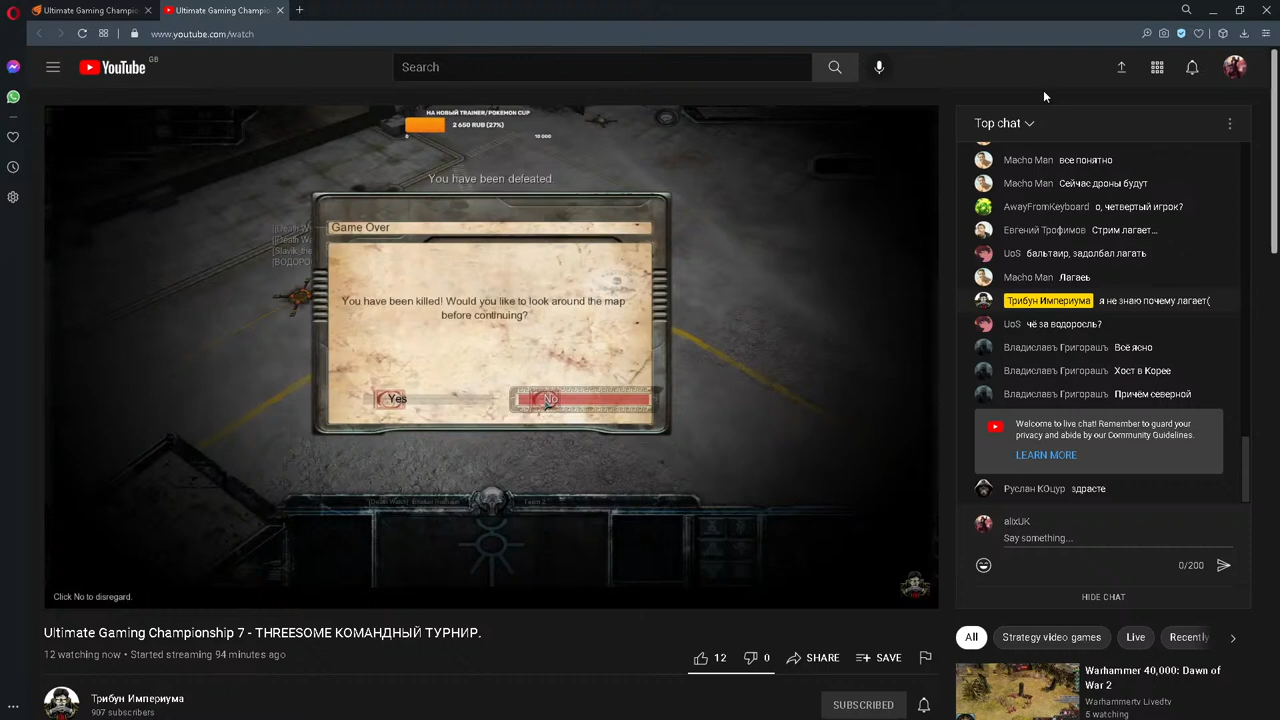 Ultimate Gaming Champio
Ultimate Gaming Champio
www.youtube.com/watch
YouTube GB
Search
НА НОВЫЙ TRAINER/POKEMON CUP
2 650 RUB (27%)
0 10 000
You have been defeated.
Game Over
You have been killed! Would you like to look around the map
before continuing?
Yes
No
Team 2
Click No to disregard.
Top chat
Macho Man все понятно
Macho Man Сейчас дроны будут
AwayFromKeyboard о, четвертый игрок?
Евгений Трофимов Стрим лагает...
UoS бальтаир, задолбал лагать
Macho Man Лагаеь
Трибун Империума я не знаю почему лагает(
UoS чё за водоросль?
Владиславъ Григорашъ Всё ясно
Владиславъ Григорашъ Хост в Корее
Владиславъ Григорашъ Причём северной
Welcome to live chat! Remember to guard your
privacy and abide by our Community Guidelines.
LEARN MORE
Руслан КОцур здрасте
alixUK
Say something...
0/200
HIDE CHAT
Ultimate Gaming Championship 7 - THREESOME КОМАНДНЫЙ ТУРНИР.
12 watching now • Started streaming 94 minutes ago
12
0
SHARE
SAVE
Трибун Империума
907 subscribers
SUBSCRIBED
All
Strategy video games
Live
Recently
Warhammer 40,000: Dawn of
War 2
Warhammertv Livedtv
5 watching